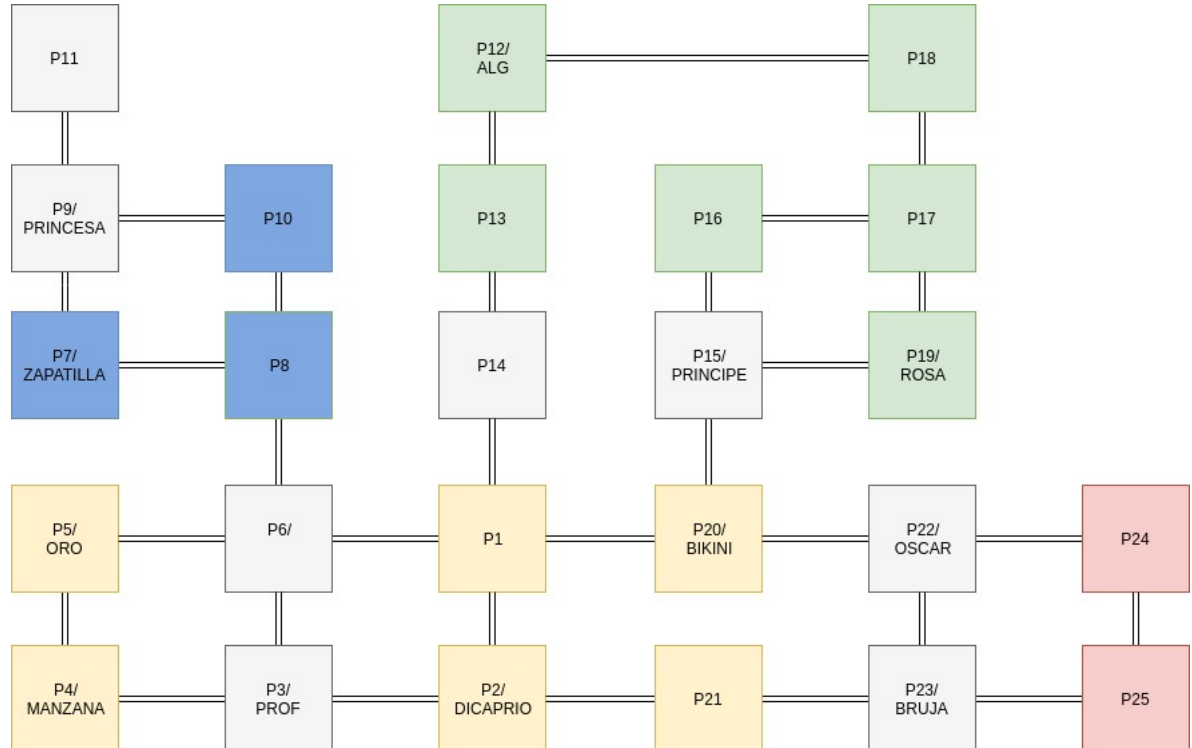 P11
P12/
ALG
P18
P9/
PRINCESA
P10
P13
P16
P17
P7/
ZAPATILLA
P8
P14
P15/
PRINCIPE
P19/
ROSA
P5/
ORO
P6/
P1
P20/
BIKINI
P22/
OSCAR
P24
P4/
MANZANA
P3/
PROF
P2/
DICAPRIO
P21
P23/
BRUJA
P25